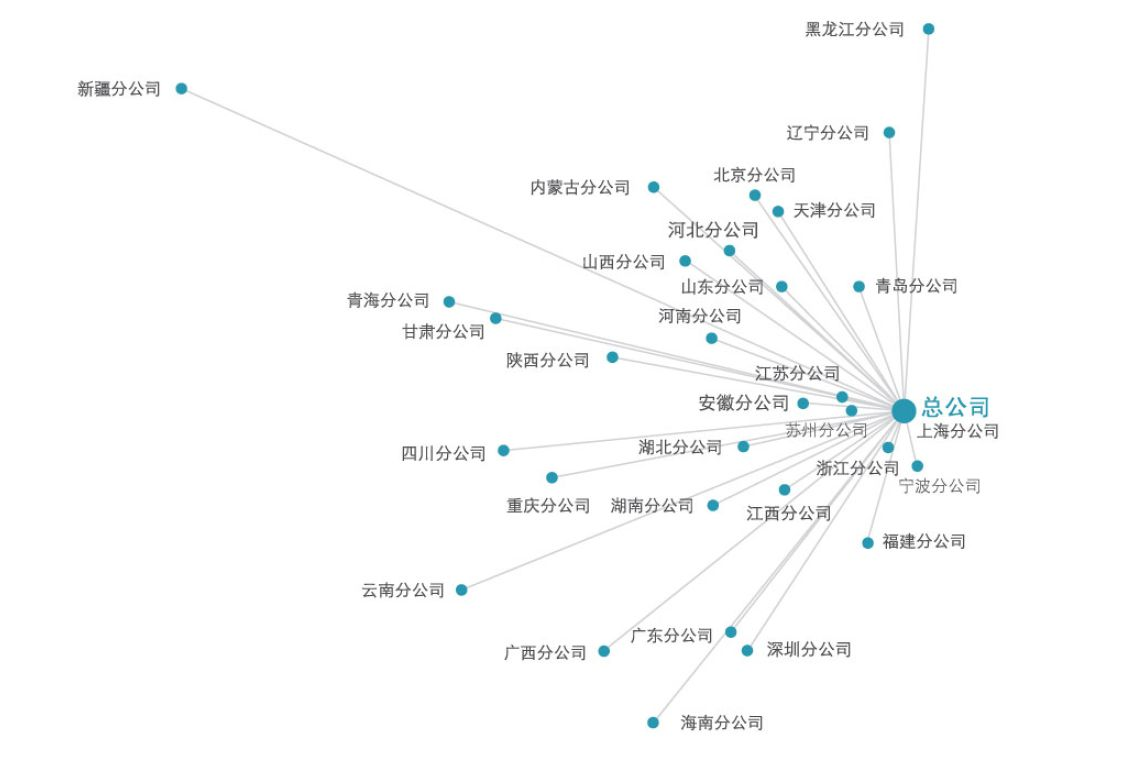 黑龙江分公司
新疆分公司
辽宁分公司
北京分公司
内蒙古分公司
天津分公司
河北分公司
山西分公司
山东分公司
青岛分公司
青海分公司
河南分公司
甘肃分公司
陕西分公司
江苏分公司
安徽分公司
总公司
苏州分公司
上海分公司
湖北分公司
四川分公司
浙江分公司
宁波分公司
重庆分公司
湖南分公司
江西分公司
福建分公司
云南分公司
广东分公司
深圳分公司
广西分公司
海南分公司